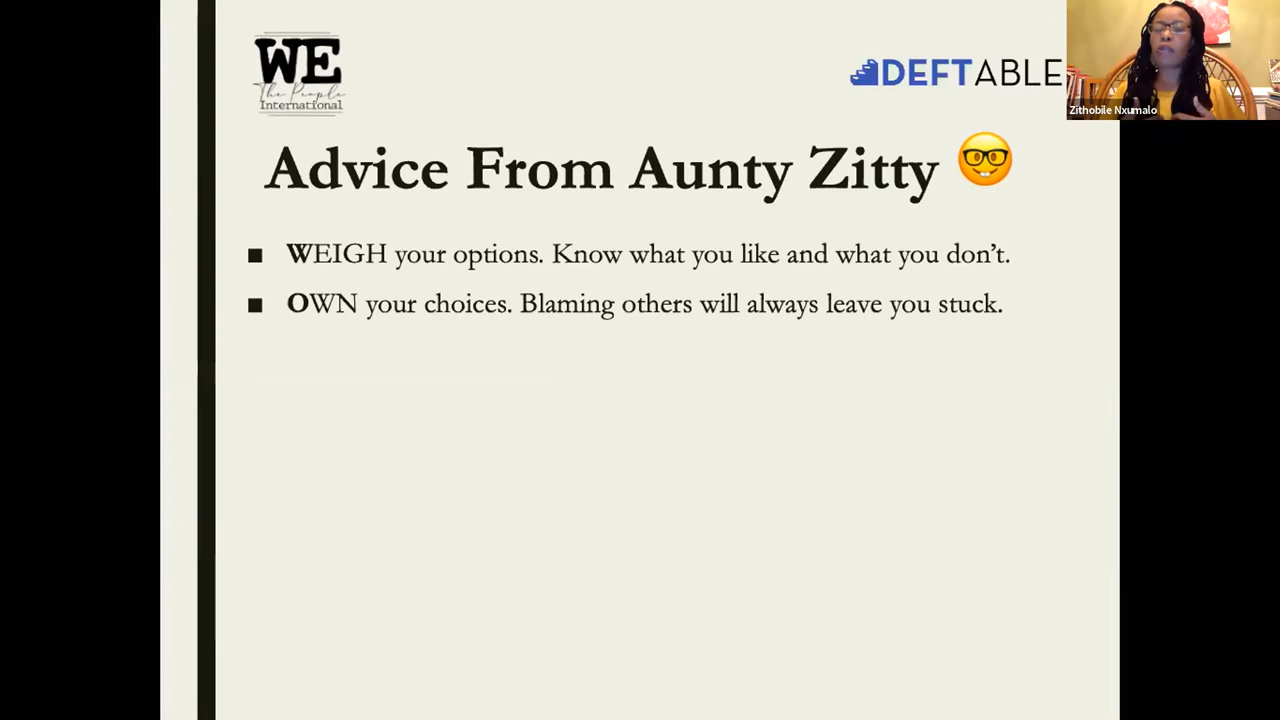 WE
The People
International
DEFTABLE
Zithobile Nxumalo
Advice From Aunty Zitty 🤓
■ WEIGH your options. Know what you like and what you don’t.
■ OWN your choices. Blaming others will always leave you stuck.